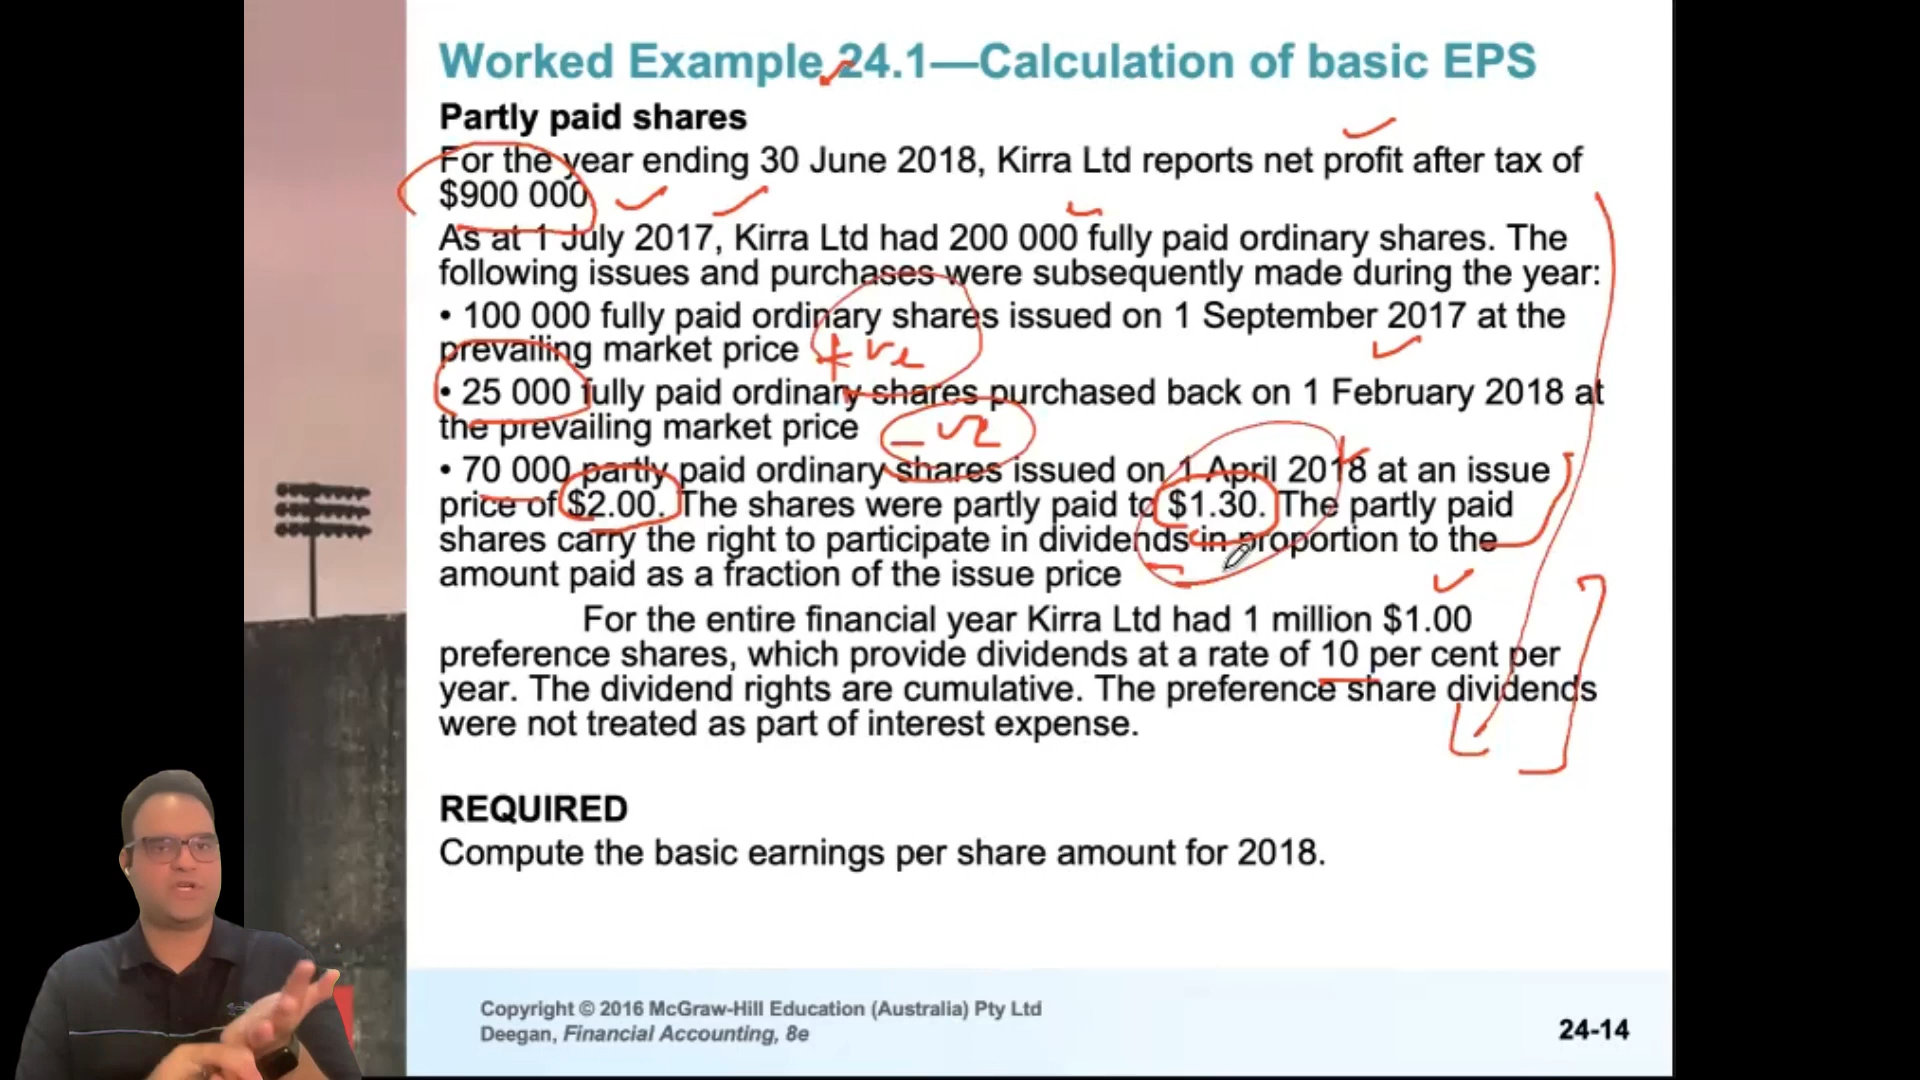 Worked Example 24.1—Calculation of basic EPS
Partly paid shares
For the year ending 30 June 2018, Kirra Ltd reports net profit after tax of
$900 000
As at 1 July 2017, Kirra Ltd had 200 000 fully paid ordinary shares. The
following issues and purchases were subsequently made during the year:
• 100 000 fully paid ordinary shares issued on 1 September 2017 at the
prevailing market price +ve
• 25 000 fully paid ordinary shares purchased back on 1 February 2018 at
the prevailing market price -ve
• 70 000 partly paid ordinary shares issued on 1 April 2018 at an issue
price of $2.00. The shares were partly paid to $1.30. The partly paid
shares carry the right to participate in dividends in proportion to the
amount paid as a fraction of the issue price
For the entire financial year Kirra Ltd had 1 million $1.00
preference shares, which provide dividends at a rate of 10 per cent per
year. The dividend rights are cumulative. The preference share dividends
were not treated as part of interest expense.
REQUIRED
Compute the basic earnings per share amount for 2018.
Copyright © 2016 McGraw-Hill Education (Australia) Pty Ltd
Deegan, Financial Accounting, 8e
24-14